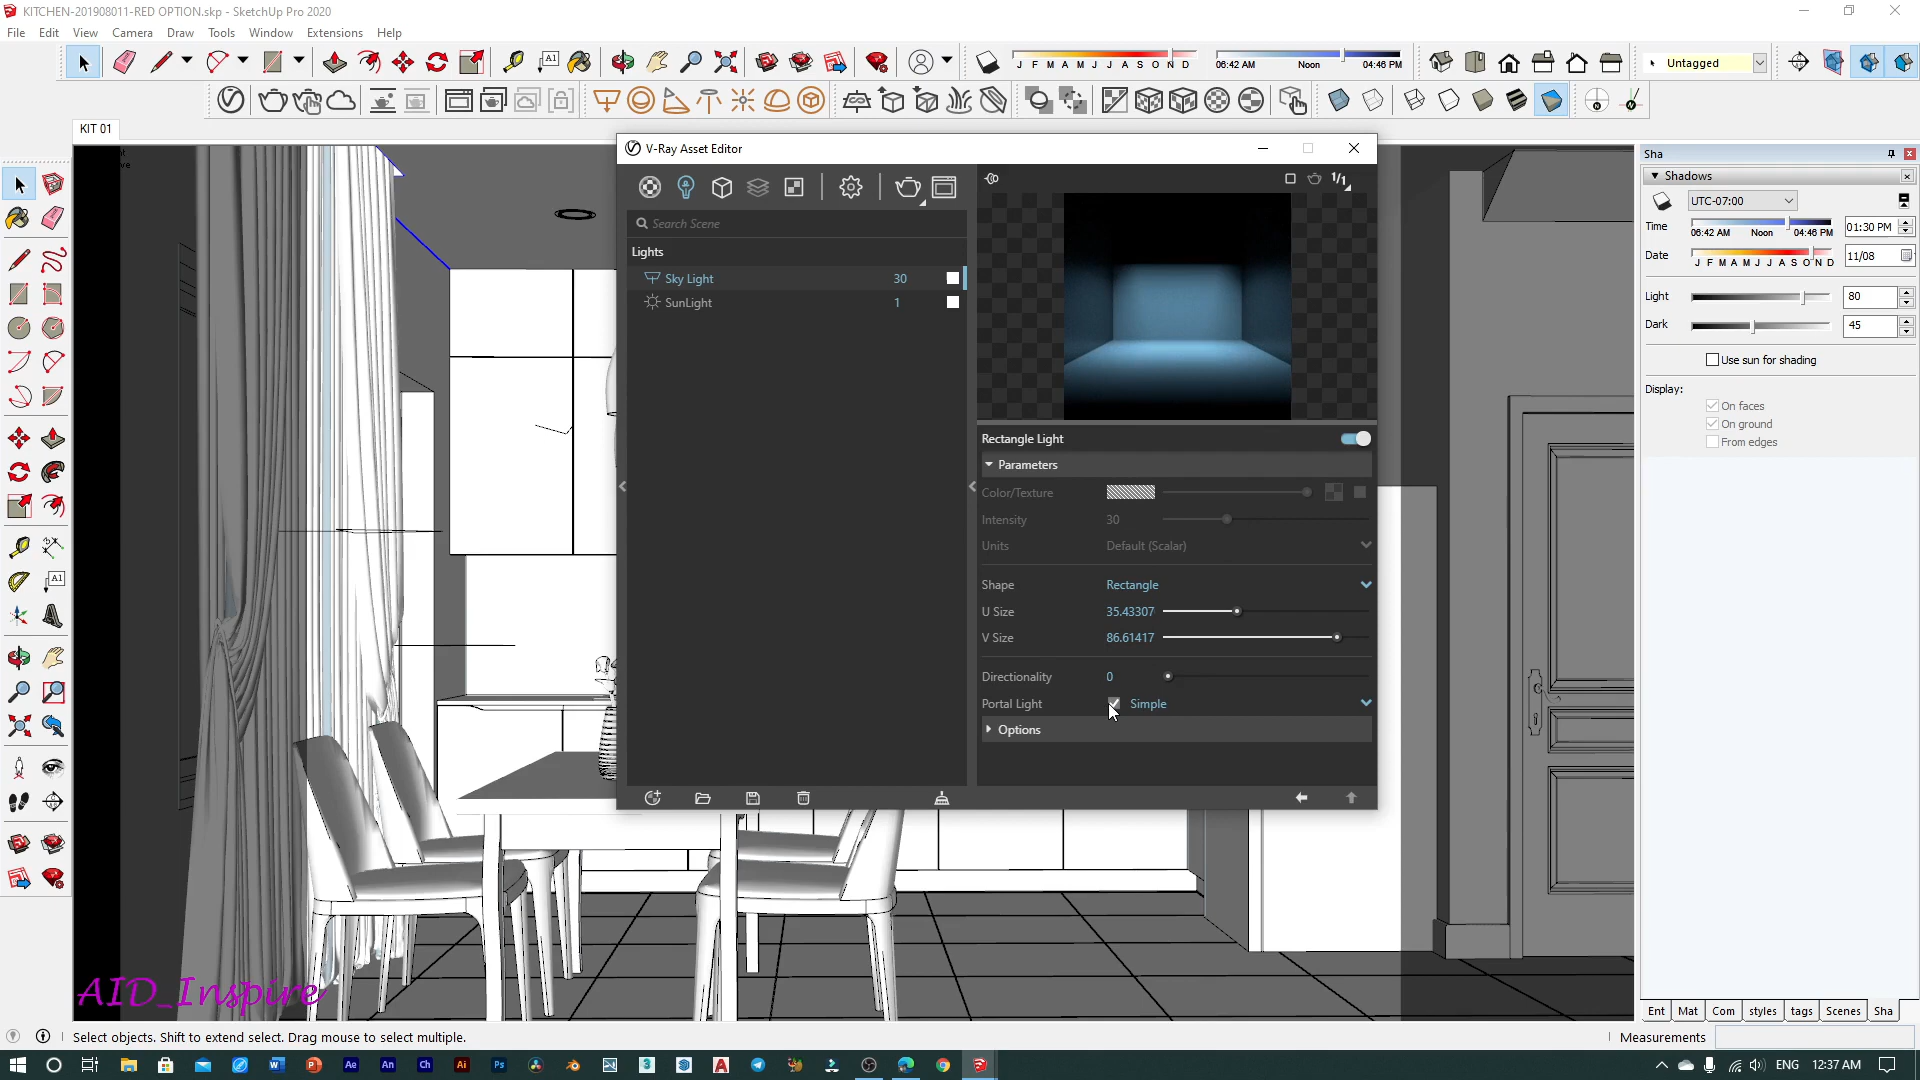 KITCHEN-201908011-RED OPTION.skp - SketchUp Pro 2020
File Edit View Camera Draw Tools Window Extensions Help
J F M A M J J A S O N D
06:42 AM Noon 04:46 PM
Untagged
KIT 01
V-Ray Asset Editor
Search Scene
Lights
Sky Light 30
SunLight 1
1/1
Rectangle Light
Parameters
Color/Texture
Intensity 30
Units Default (Scalar)
Shape Rectangle
U Size 35.43307
V Size 86.61417
Directionality 0
Portal Light Simple
Options
Sha
Shadows
UTC-07:00
Time 06:42 AM Noon 04:46 PM 01:30 PM
Date J F M A M J J A S O N D 11/08
Light 80
Dark 45
Use sun for shading
Display:
On faces
On ground
From edges
AID_Inspire
Ent Mat Com styles tags Scenes Sha
Select objects. Shift to extend select. Drag mouse to select multiple.
Measurements
ENG 12:37 AM